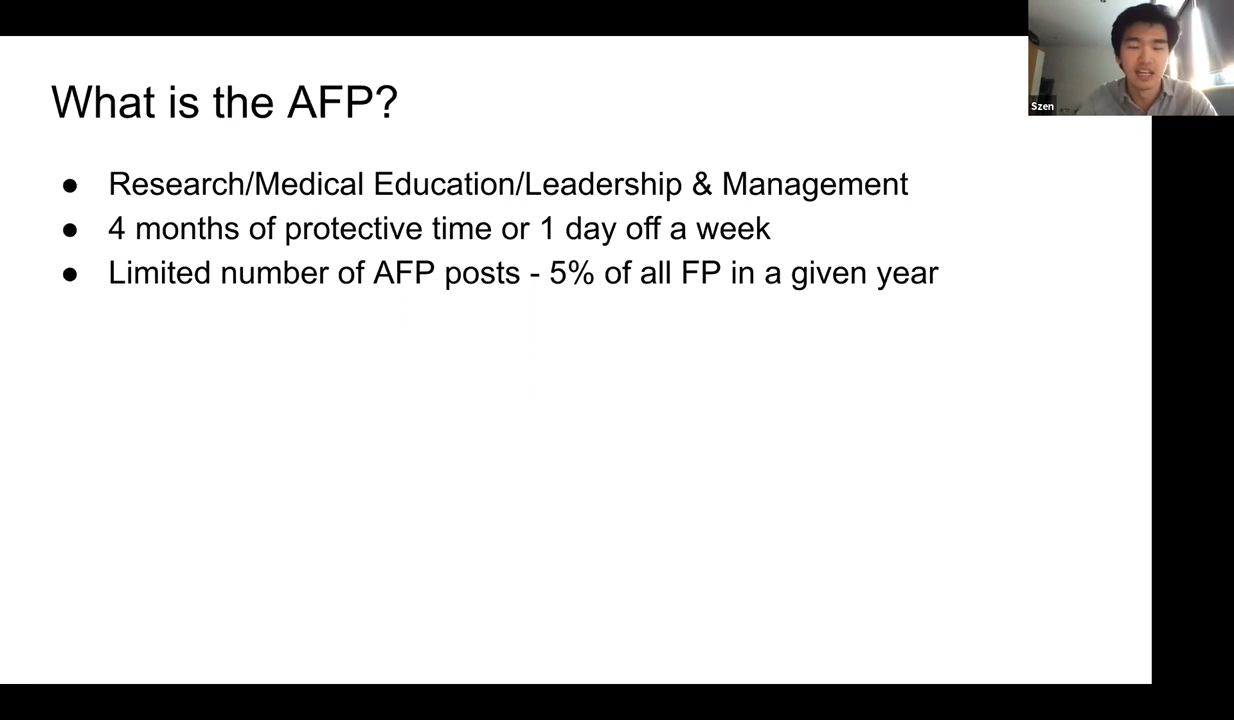 What is the AFP?
● Research/Medical Education/Leadership & Management
● 4 months of protective time or 1 day off a week
● Limited number of AFP posts - 5% of all FP in a given year
Szen